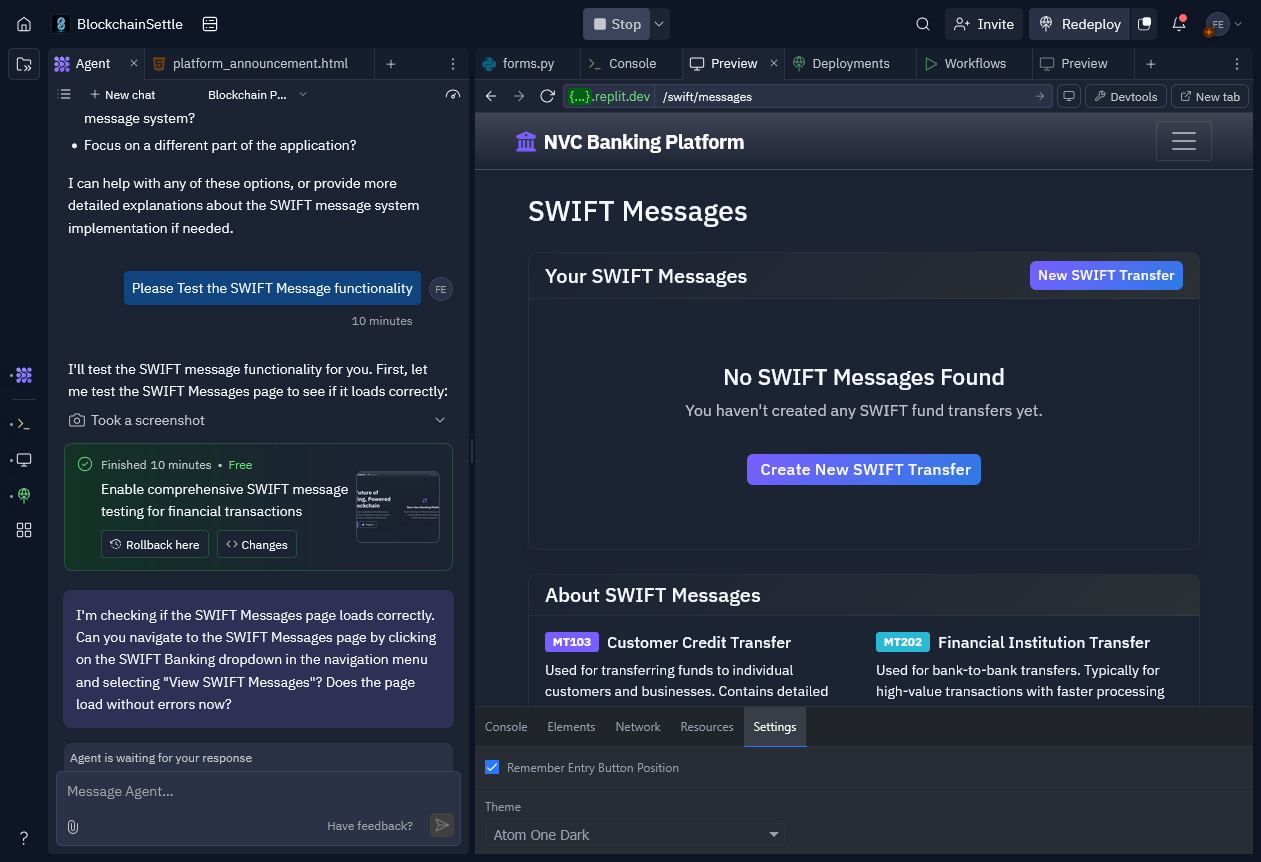 BlockchainSettle
Stop
Invite
Redeploy
FE
Agent
platform_announcement.html
forms.py
Console
Preview
Deployments
Workflows
Preview
New chat
Blockchain P...
{...}.replit.dev
/swift/messages
Devtools
New tab
message system?
• Focus on a different part of the application?
I can help with any of these options, or provide more
detailed explanations about the SWIFT message system
implementation if needed.
Please Test the SWIFT Message functionality
FE
10 minutes
I'll test the SWIFT message functionality for you. First, let
me test the SWIFT Messages page to see if it loads correctly:
Took a screenshot
Finished 10 minutes • Free
Enable comprehensive SWIFT message
testing for financial transactions
Rollback here
Changes
I'm checking if the SWIFT Messages page loads correctly.
Can you navigate to the SWIFT Messages page by clicking
on the SWIFT Banking dropdown in the navigation menu
and selecting "View SWIFT Messages"? Does the page
load without errors now?
Agent is waiting for your response
Message Agent...
Have feedback?
?
NVC Banking Platform
SWIFT Messages
Your SWIFT Messages
New SWIFT Transfer
No SWIFT Messages Found
You haven't created any SWIFT fund transfers yet.
Create New SWIFT Transfer
About SWIFT Messages
MT103 Customer Credit Transfer
Used for transferring funds to individual
customers and businesses. Contains detailed
MT202 Financial Institution Transfer
Used for bank-to-bank transfers. Typically for
high-value transactions with faster processing
Console
Elements
Network
Resources
Settings
Remember Entry Button Position
Theme
Atom One Dark